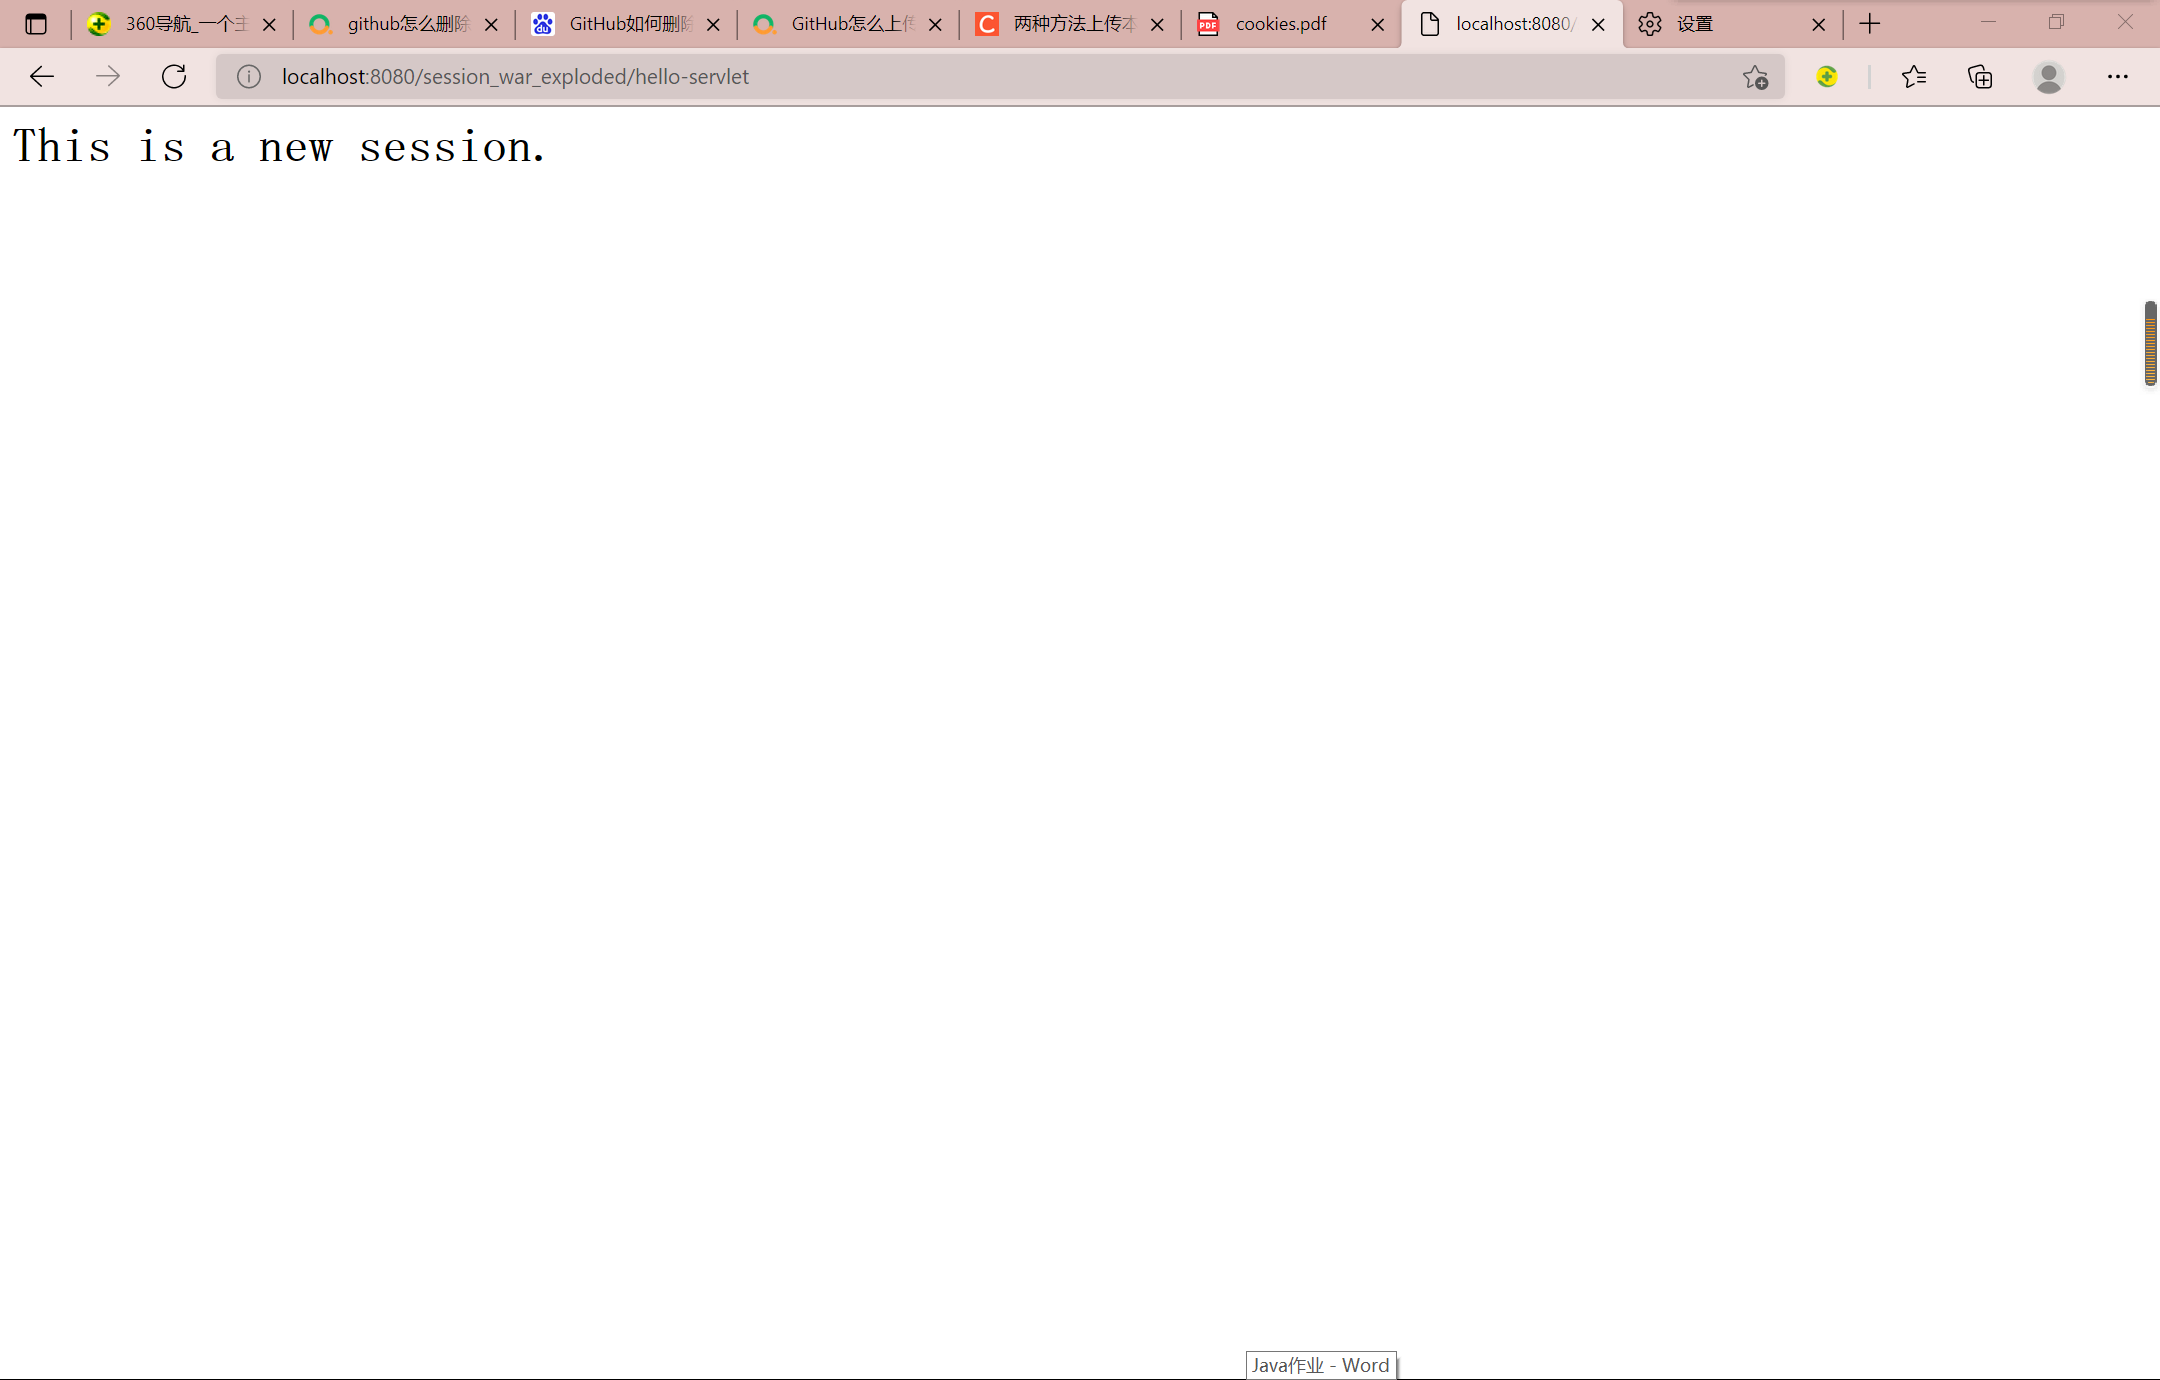 360导航_一个主
github怎么删除
GitHub如何删除
GitHub怎么上传
两种方法上传本
cookies.pdf
localhost:8080/
设置
localhost:8080/session_war_exploded/hello-servlet
This is a new session.
Java作业 - Word